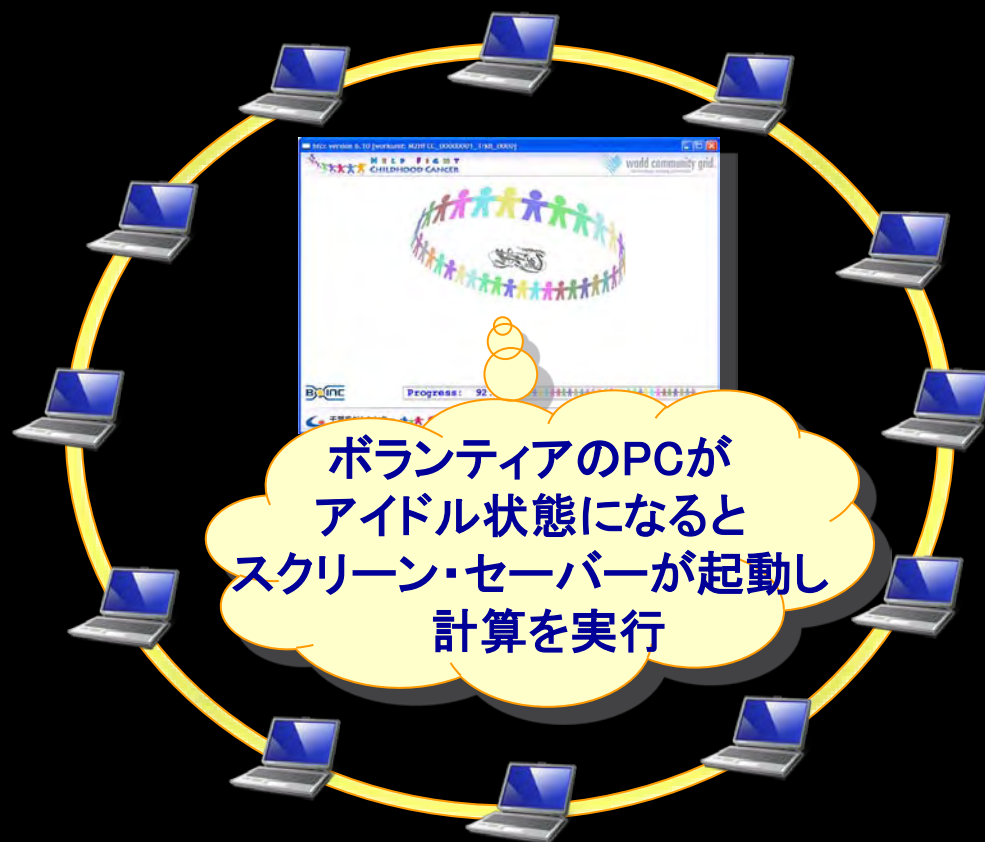 HELP FIGHT
CHILDHOOD CANCER
world community grid
BOINC
Progress: 92.
ボランティアのPCが
アイドル状態になると
スクリーン・セーバーが起動し
計算を実行